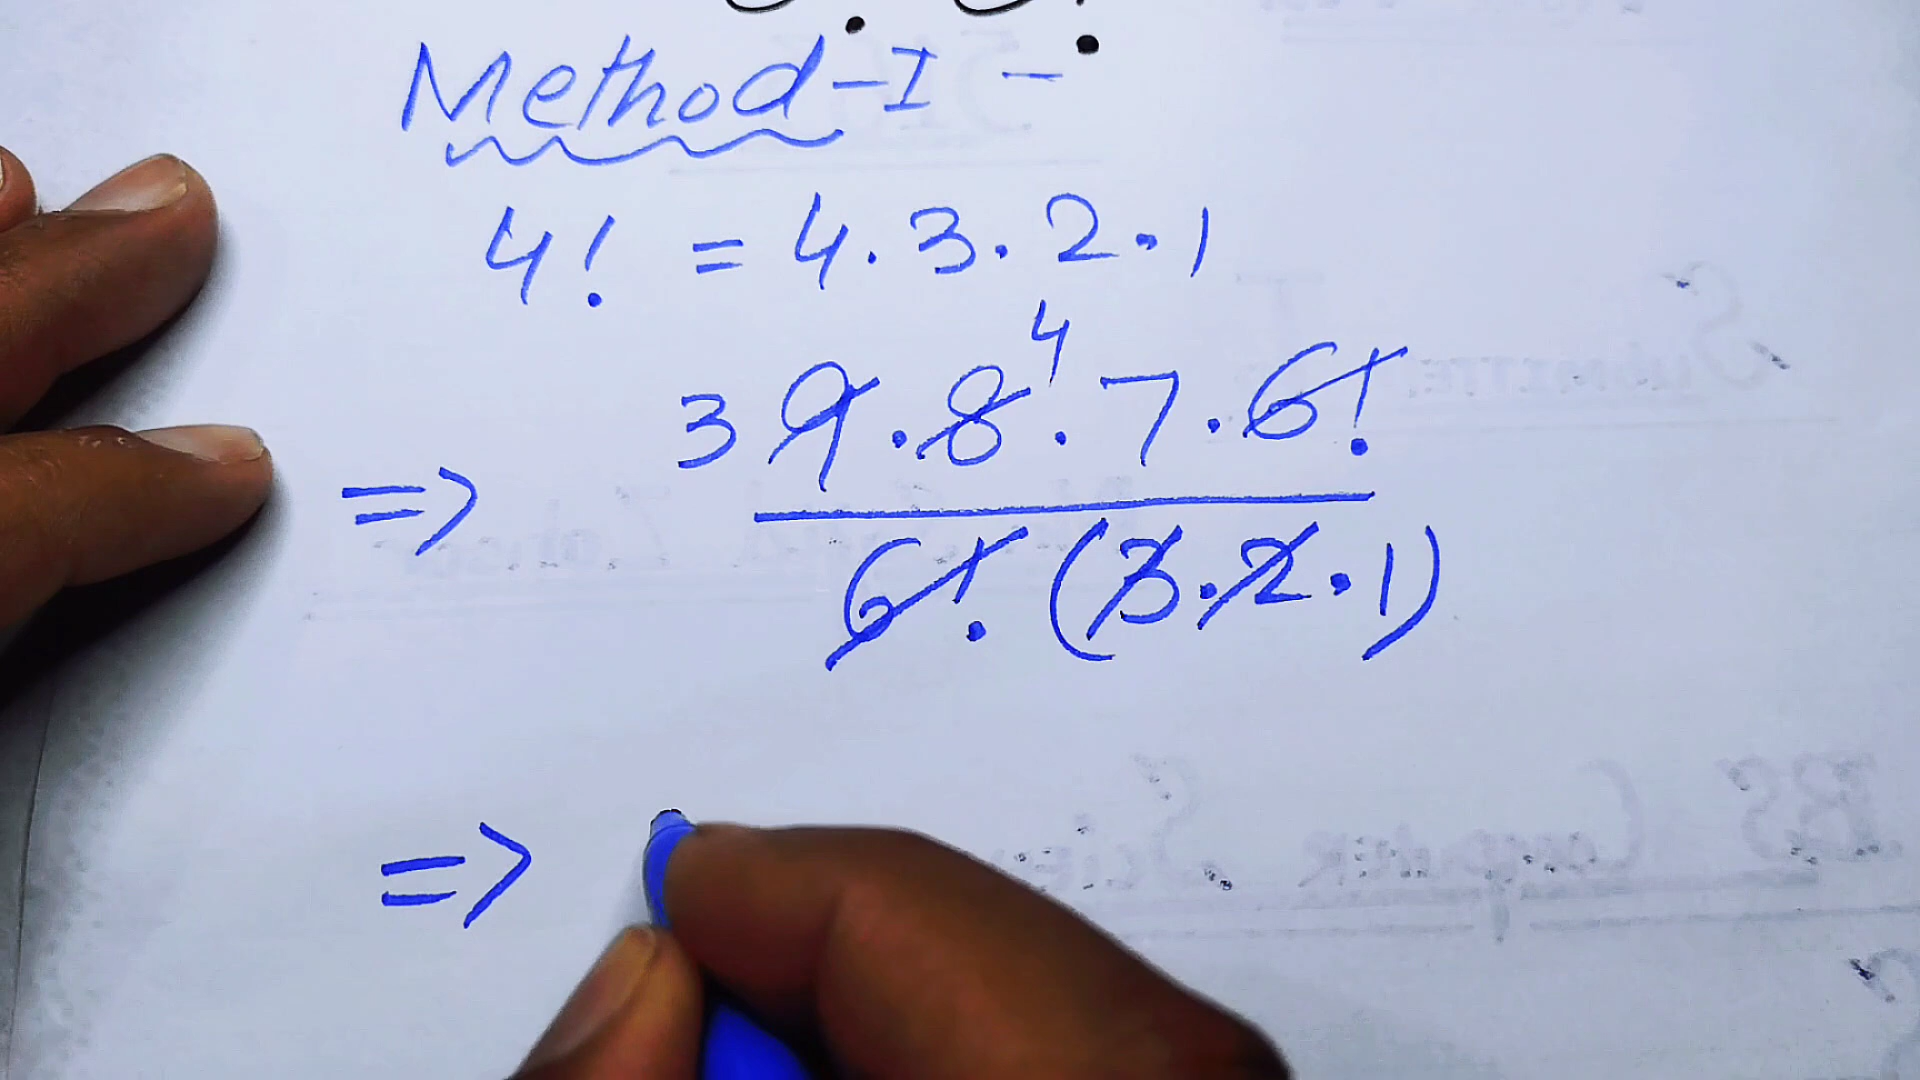 Method-I -
4! = 4.3.2.1
4
=> 3 9.8.7.6!
6! (3.2.1)
=>